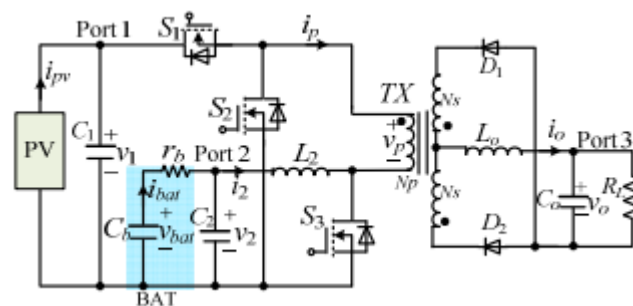 Port 1
S1
ip
D1
ipv
S2
TX
Ns
Lo
io
Port 3
PV
C1
+
v1
−
rb
Port 2
L2
+
vp
−
Np
Ns
Co
+
vo
−
ibat
i2
S3
Cb
+
vbat
−
C2
+
v2
−
D2
BAT